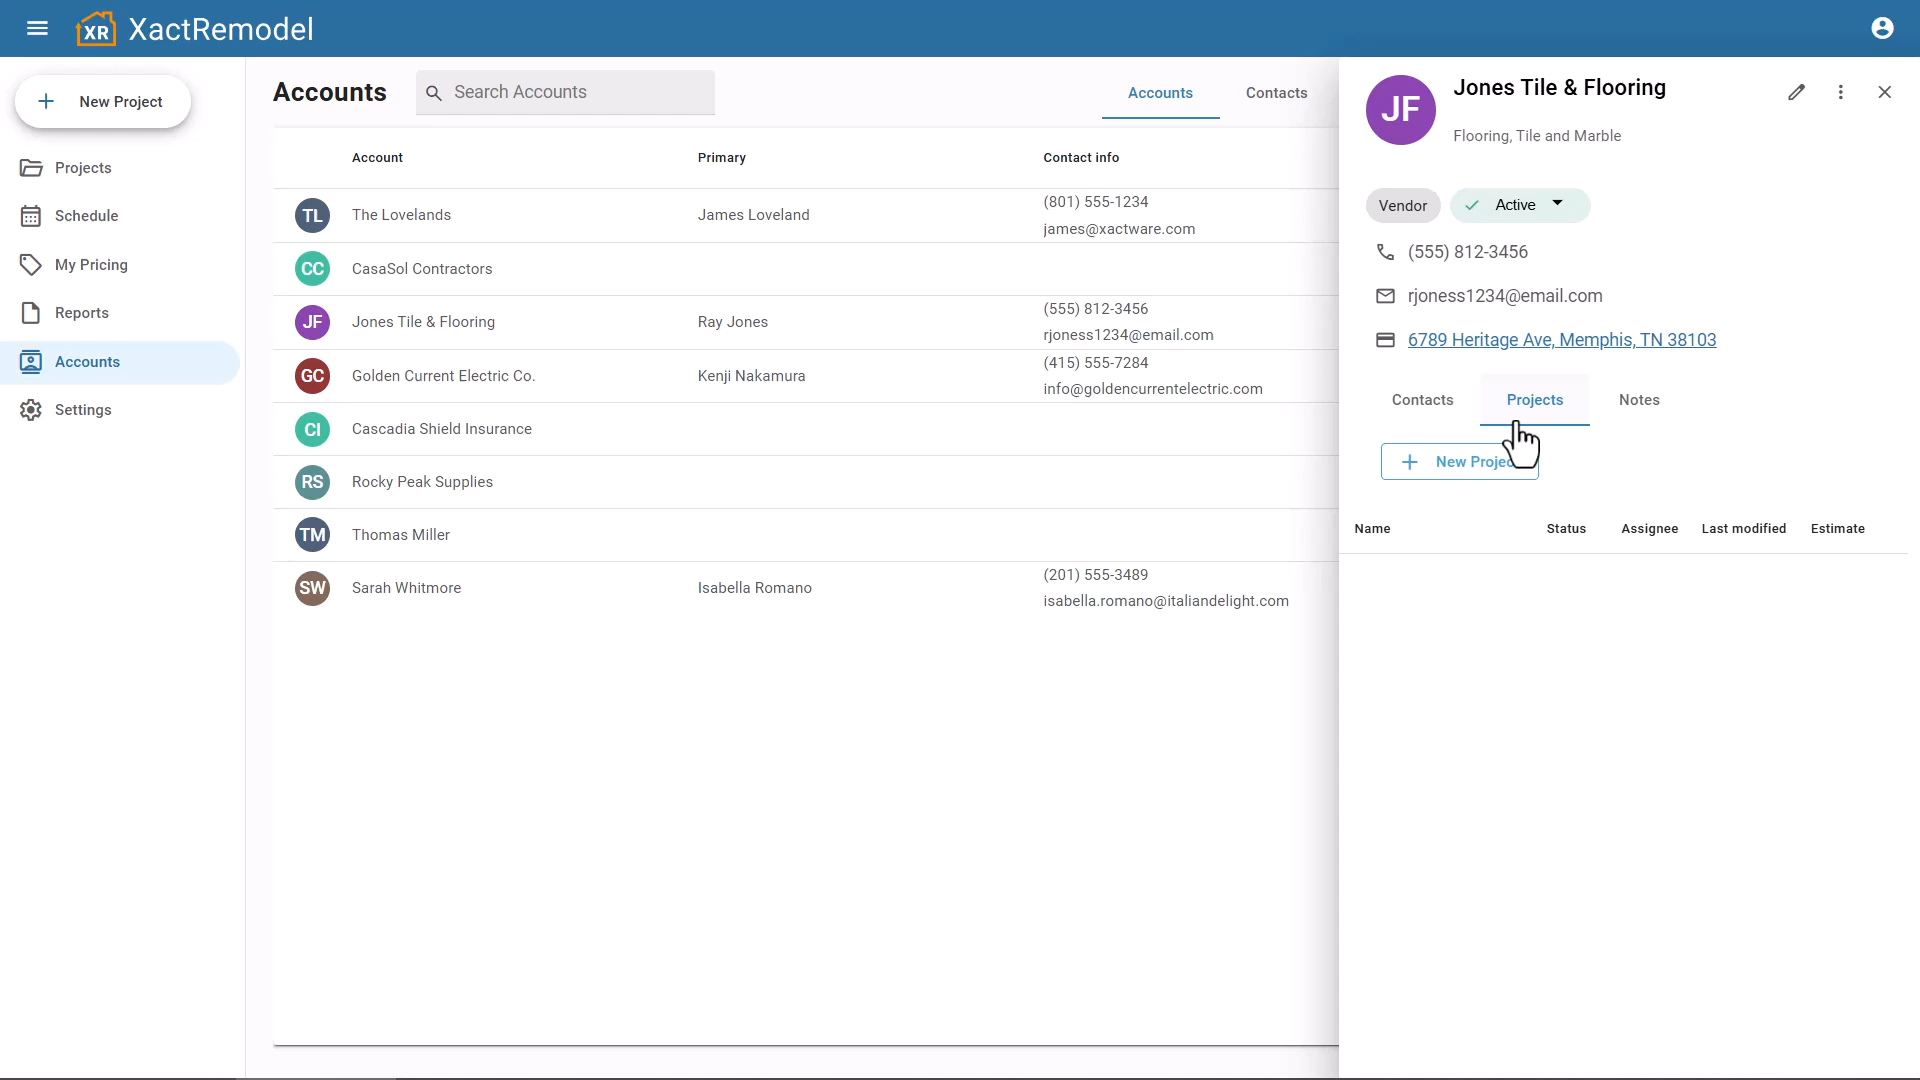 XR XactRemodel
New Project
Projects
Schedule
My Pricing
Reports
Accounts
Settings
Accounts
Search Accounts
Accounts Contacts
Account Primary Contact info
TL The Lovelands James Loveland (801) 555-1234
james@xactware.com
CC CasaSol Contractors
JF Jones Tile & Flooring Ray Jones (555) 812-3456
rjoness1234@email.com
GC Golden Current Electric Co. Kenji Nakamura (415) 555-7284
info@goldencurrentelectric.com
CI Cascadia Shield Insurance
RS Rocky Peak Supplies
TM Thomas Miller
SW Sarah Whitmore Isabella Romano (201) 555-3489
isabella.romano@italiandelight.com
JF Jones Tile & Flooring
Flooring, Tile and Marble
Vendor Active
(555) 812-3456
rjoness1234@email.com
6789 Heritage Ave, Memphis, TN 38103
Contacts Projects Notes
New Projec
Name Status Assignee Last modified Estimate